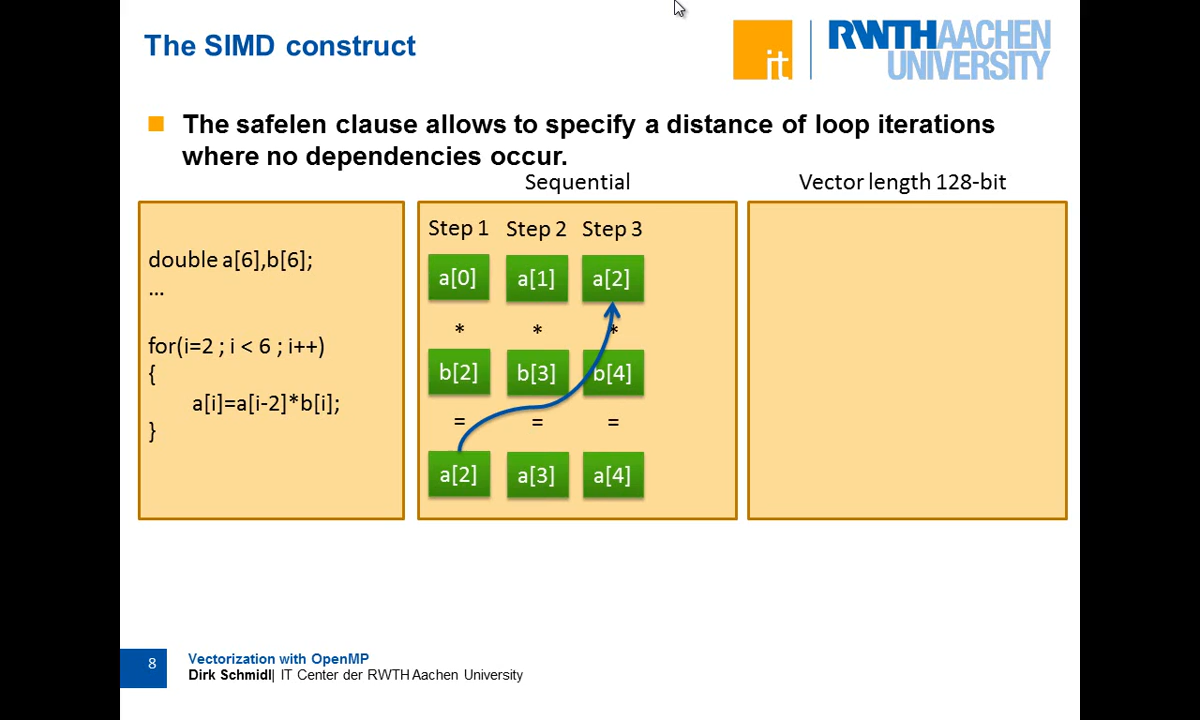 The SIMD construct
it
RWTHAACHEN
UNIVERSITY
The safelen clause allows to specify a distance of loop iterations
where no dependencies occur.
Sequential
Vector length 128-bit
double a[6],b[6];
...
for(i=2 ; i < 6 ; i++)
{
a[i]=a[i-2]*b[i];
}
Step 1 Step 2 Step 3
a[0] a[1] a[2]
* * *
b[2] b[3] b[4]
= = =
a[2] a[3] a[4]
8
Vectorization with OpenMP
Dirk Schmidl| IT Center der RWTH Aachen University